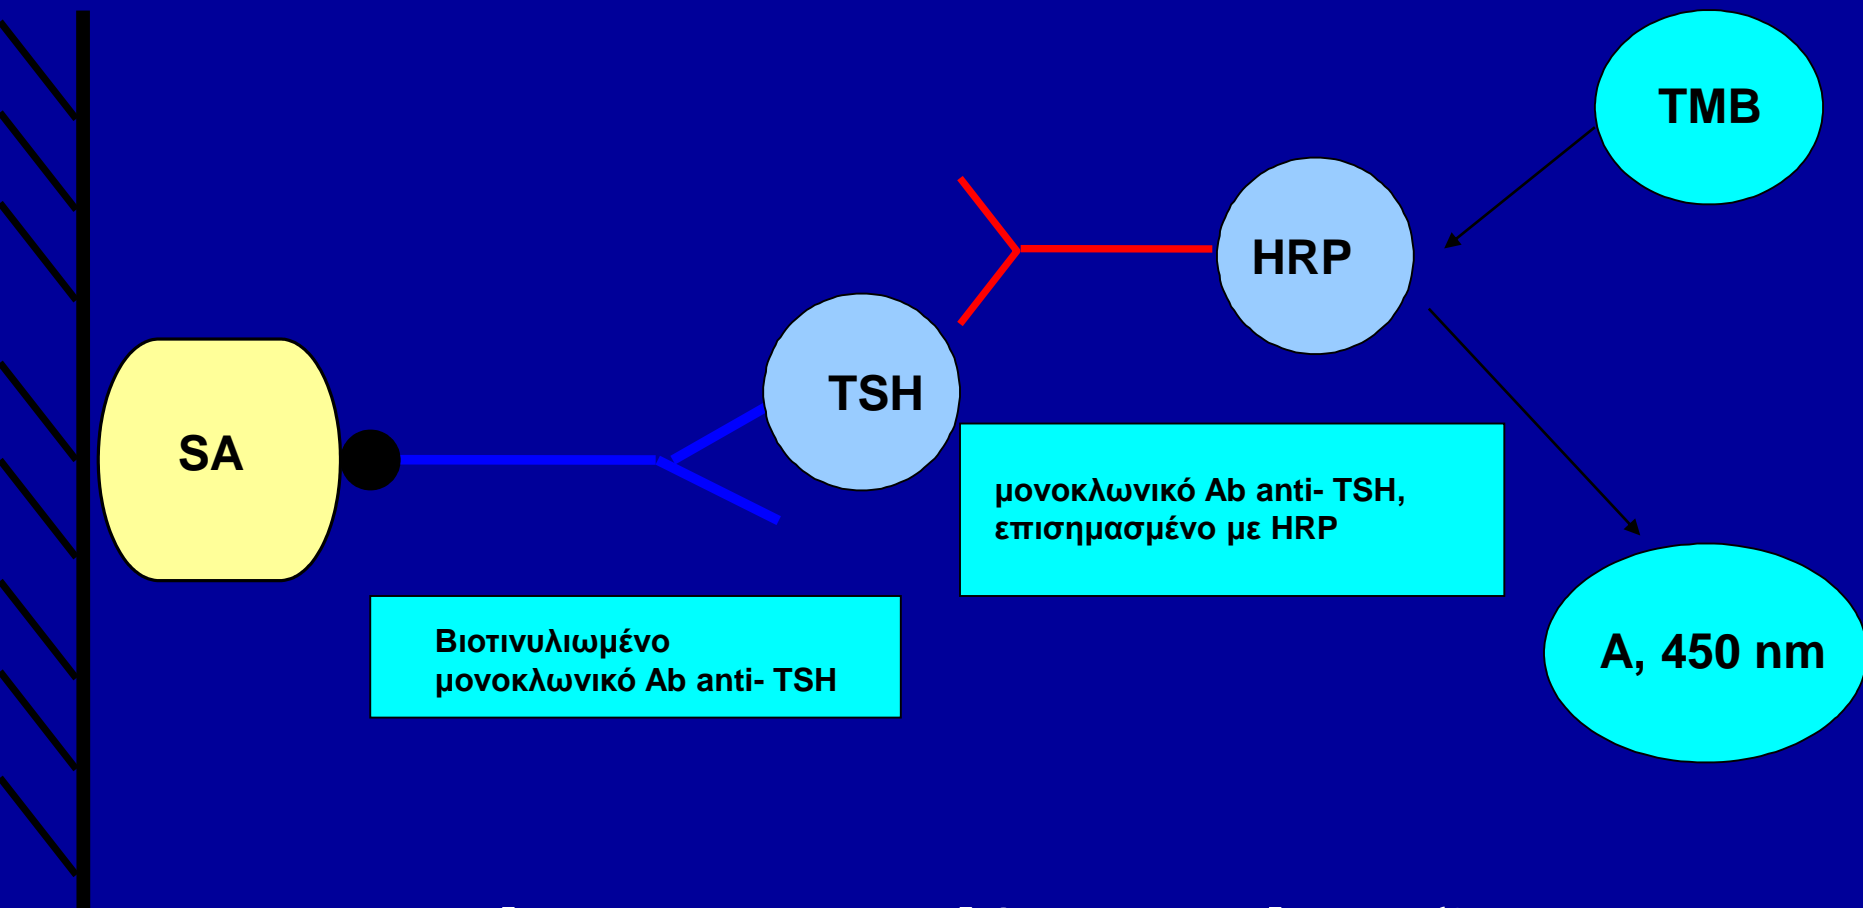 TMB
HRP
TSH
SA
μονοκλωνικό Ab anti- TSH,
επισημασμένο με HRP
Βιοτινυλιωμένο
μονοκλωνικό Ab anti- TSH
A, 450 nm